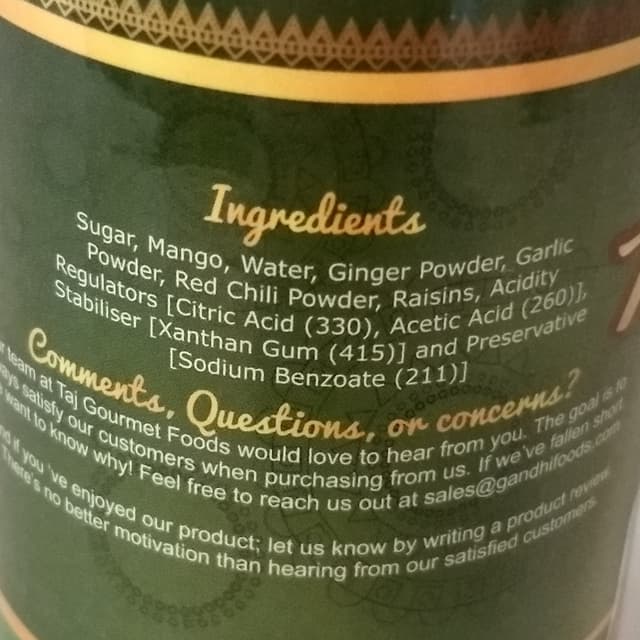 Ingredients
Sugar, Mango, Water, Ginger Powder, Garlic
Powder, Red Chili Powder, Raisins, Acidity
Regulators [Citric Acid (330), Acetic Acid (260)],
Stabiliser [Xanthan Gum (415)] and Preservative
[Sodium Benzoate (211)]
Comments, Questions, or concerns?
team at Taj Gourmet Foods would love to hear from you. The goal is to
satisfy our customers when purchasing from us. If we've fallen short
want to know why! Feel free to reach us out at sales@gandhifoods.com
if you 've enjoyed our product; let us know by writing a product review.
There's no better motivation than hearing from our satisfied customers.